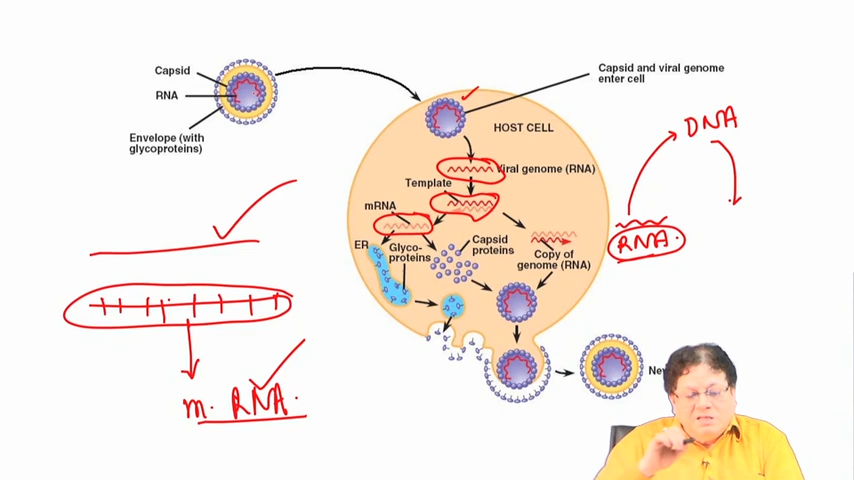 Capsid
RNA
Envelope (with
glycoproteins)
Capsid and viral genome
enter cell
HOST CELL
Viral genome (RNA)
Template
mRNA
ER
Glyco-
proteins
Capsid
proteins
Copy of
genome (RNA)
DNA
RNA.
m. RNA.